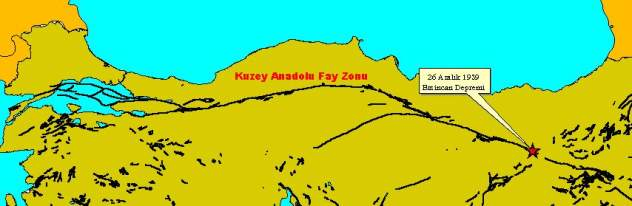 Kuzey Anadolu Fay Zonu
26 Aralık 1939
Erzincan Depremi